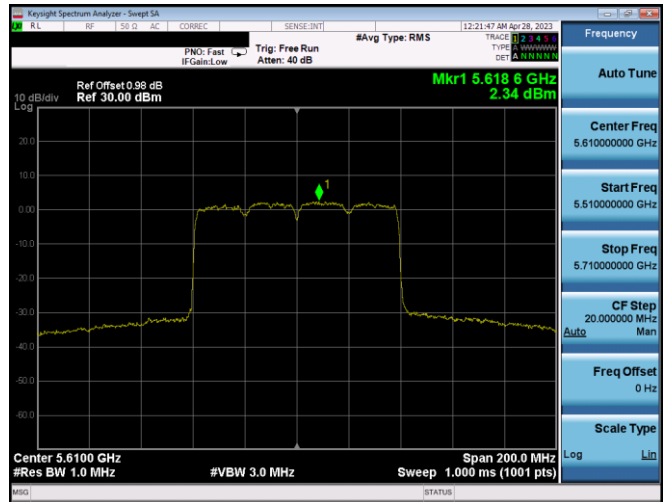 Keysight Spectrum Analyzer - Swept SA
RL RF 50 Ω AC CORREC SENSE:INT 12:21:47 AM Apr 28, 2023
#Avg Type: RMS TRACE 1 2 3 4 5 6
PNO: Fast Trig: Free Run TYPE A WWWWW
IFGain:Low Atten: 40 dB DET A N N N N N
Mkr1 5.618 6 GHz
Ref Offset 0.98 dB
10 dB/div Ref 30.00 dBm 2.34 dBm
Log
20.0
10.0
1
0.00
-10.0
-20.0
-30.0
-40.0
-50.0
-60.0
Center 5.6100 GHz Span 200.0 MHz
#Res BW 1.0 MHz #VBW 3.0 MHz Sweep 1.000 ms (1001 pts)
MSG STATUS
Frequency
Auto Tune
Center Freq
5.610000000 GHz
Start Freq
5.510000000 GHz
Stop Freq
5.710000000 GHz
CF Step
20.000000 MHz
Auto Man
Freq Offset
0 Hz
Scale Type
Log Lin